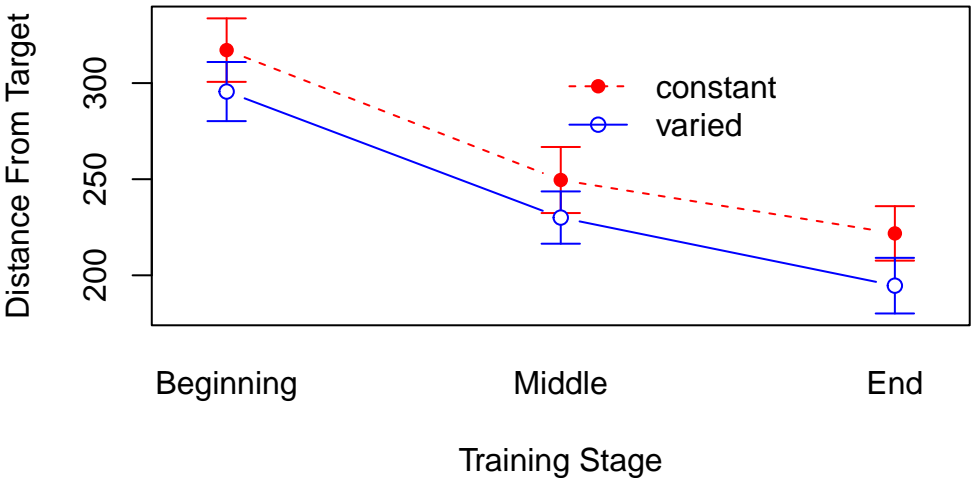 Distance From Target
300
250
200
constant
varied
Beginning Middle End
Training Stage